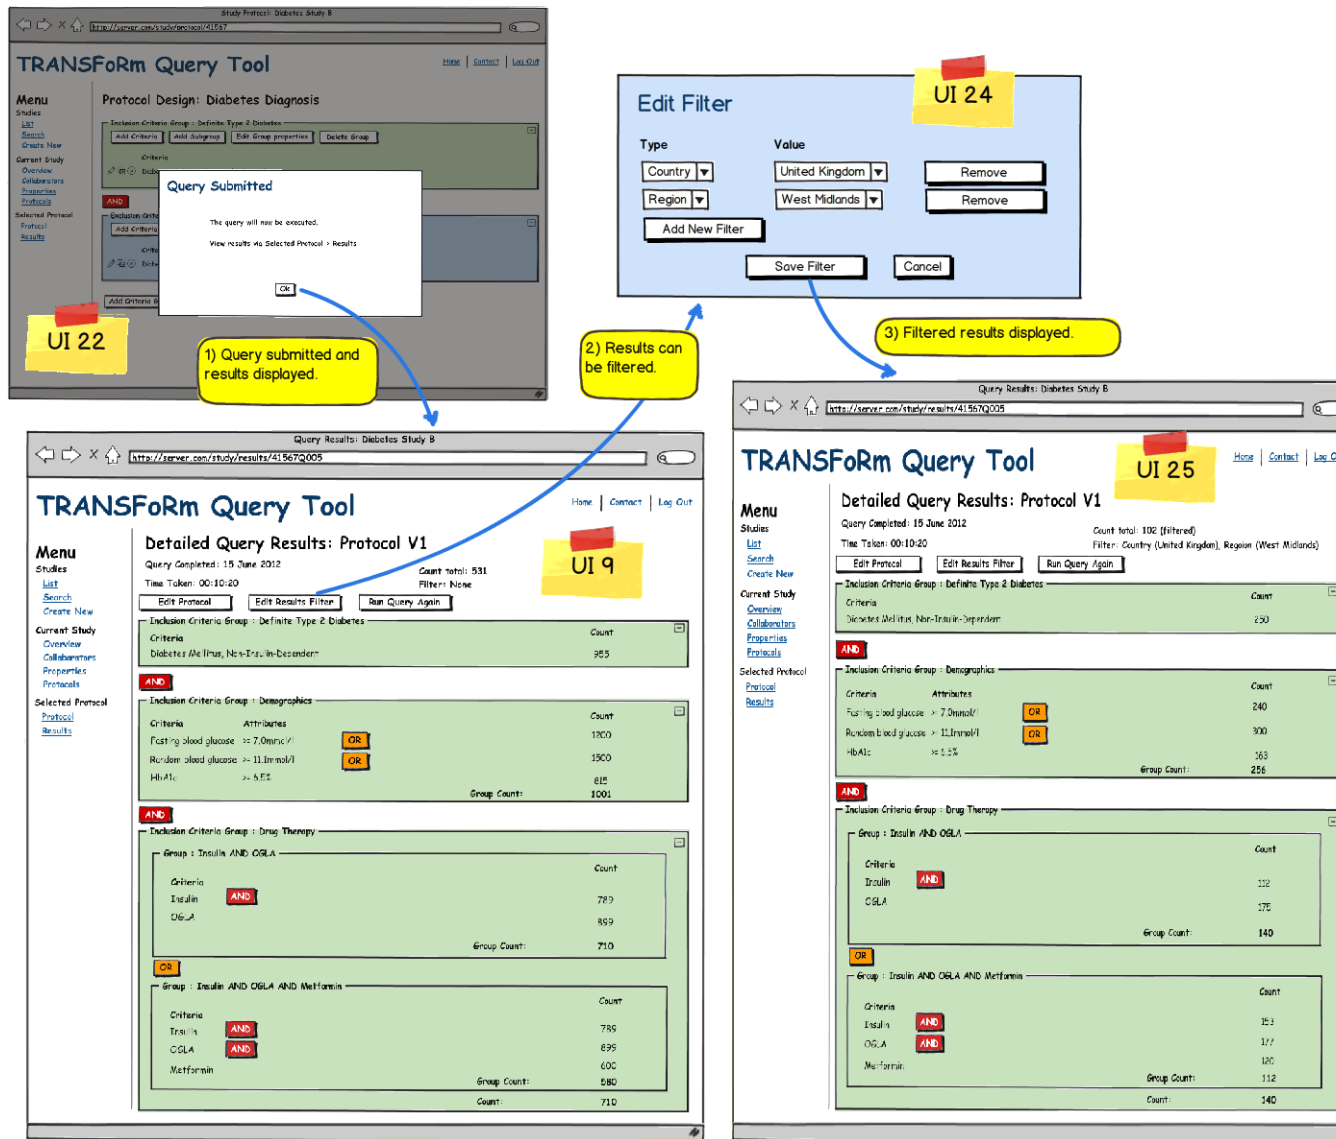 Study Protocol: Diabetes Study B
http://server.com/study/protocol/41567
TRANSFoRm Query Tool
Home | Contact | Log Out
Menu
Studies
List
Search
Create New
Current Study
Overview
Collaborators
Properties
Protocols
Selected Protocol
Protocol
Results
Protocol Design: Diabetes Diagnosis
Inclusion Criteria Group : Definite Type 2 Diabetes
Add Criteria Add Subgroup Edit Group properties Delete Group
Criteria
AND
Add Criteria
Query Submitted
The query will now be executed.
View results via Selected Protocol > Results
Ok
UI 22
1) Query submitted and
results displayed.
Edit Filter
UI 24
Type Value
Country United Kingdom Remove
Region West Midlands Remove
Add New Filter
Save Filter Cancel
2) Results can
be filtered.
3) Filtered results displayed.
Query Results: Diabetes Study B
http://server.com/study/results/41567Q005
TRANSFoRm Query Tool
Home | Contact | Log Out
UI 9
Menu
Studies
List
Search
Create New
Current Study
Overview
Collaborators
Properties
Protocols
Selected Protocol
Protocol
Results
Detailed Query Results: Protocol V1
Query Completed: 15 June 2012
Count total: 531
Time Taken: 00:10:20
Filter: None
Edit Protocol Edit Results Filter Run Query Again
Inclusion Criteria Group : Definite Type 2 Diabetes
Criteria Count
Diabetes Mellitus, Non-Insulin-Dependent 955
AND
Inclusion Criteria Group : Demographics
Criteria Attributes Count
Fasting blood glucose >= 7.0mmol/l OR 1200
Random blood glucose >= 11.1mmol/l OR 1500
HbA1c >= 6.5% 815
Group Count: 1001
AND
Inclusion Criteria Group : Drug Therapy
Group : Insulin AND OGLA
Count
Criteria
Insulin AND 789
OGLA 899
Group Count: 710
OR
Group : Insulin AND OGLA AND Metformin
Count
Criteria
Insulin AND 789
OGLA AND 899
Metformin 600
Group Count: 580
Count: 710
Query Results: Diabetes Study B
http://server.com/study/results/41567Q005
TRANSFoRm Query Tool
UI 25
Home | Contact | Log O
Menu
Studies
List
Search
Create New
Current Study
Overview
Collaborators
Properties
Protocols
Selected Protocol
Protocol
Results
Detailed Query Results: Protocol V1
Query Completed: 15 June 2012
Count total: 102 (filtered)
Time Taken: 00:10:20
Filter: Country (United Kingdom), Regoion (West Midlands)
Edit Protocol Edit Results Filter Run Query Again
Inclusion Criteria Group : Definite Type 2 Diabetes
Criteria Count
Diabetes Mellitus, Non-Insulin-Dependent 250
AND
Inclusion Criteria Group : Demographics
Criteria Attributes Count
Fasting blood glucose >= 7.0mmol/l OR 240
Random blood glucose >= 11.1mmol/l OR 300
HbA1c >= 6.5% 163
Group Count: 256
AND
Inclusion Criteria Group : Drug Therapy
Group : Insulin AND OGLA
Count
Criteria
Insulin AND 112
OGLA 175
Group Count: 140
OR
Group : Insulin AND OGLA AND Metformin
Count
Criteria
Insulin AND 153
OGLA AND 177
Metformin 120
Group Count: 112
Count: 140